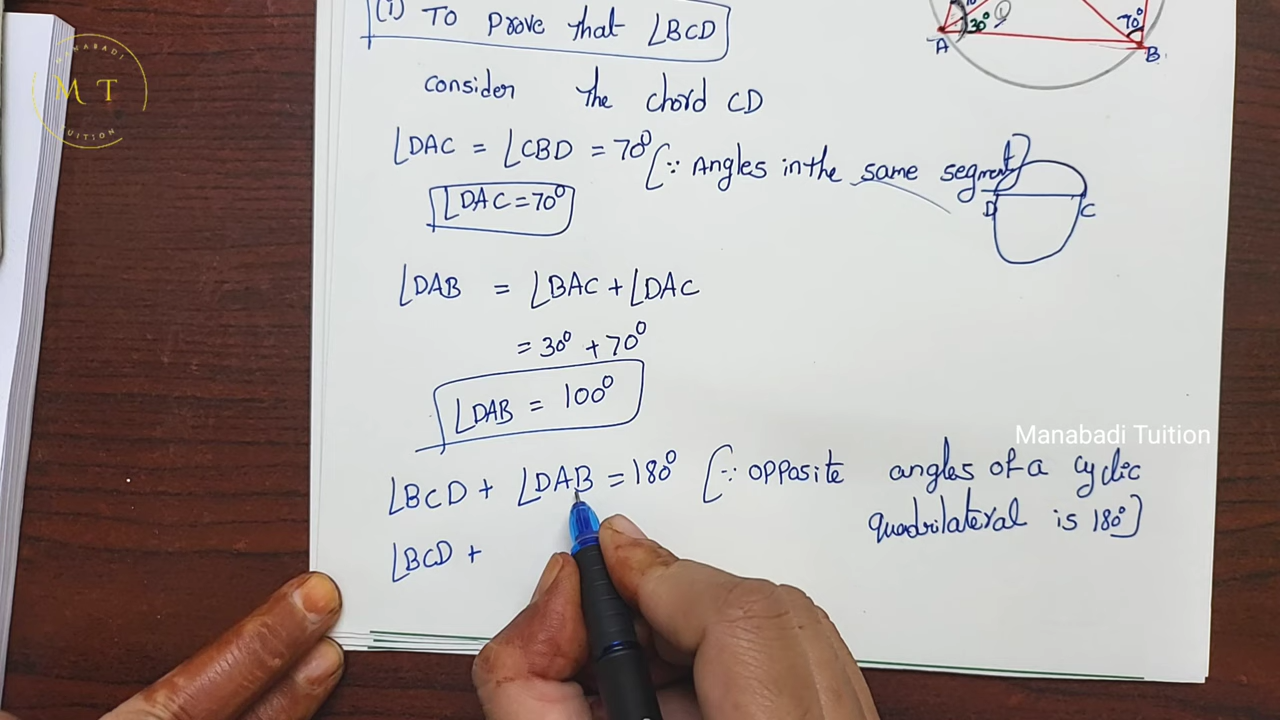 (i) To prove that ∠BCD
consider the chord CD
∠DAC = ∠CBD = 70° [∵ Angles in the same segment]
∠DAC = 70°
∠DAB = ∠BAC + ∠DAC
= 30° + 70°
∠DAB = 100°
∠BCD + ∠DAB = 180° [∵ opposite angles of a cyclic
quadrilateral is 180°]
∠BCD +
30° ①
70°
A
B
D C
MANABADI
MT
TUITION
Manabadi Tuition